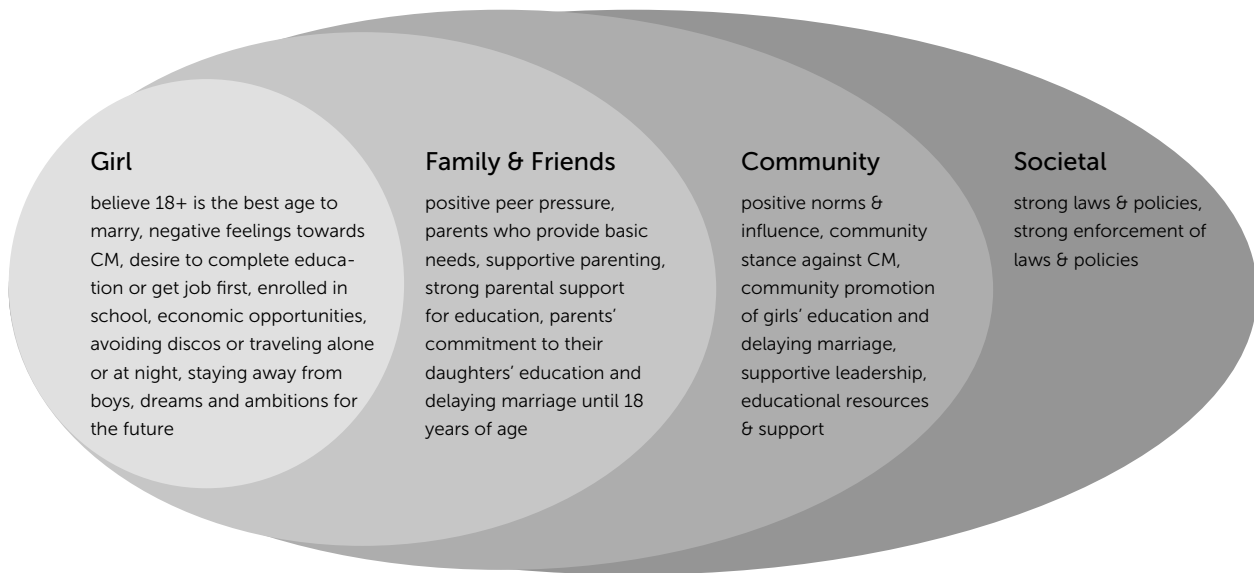 Girl
believe 18+ is the best age to
marry, negative feelings towards
CM, desire to complete educa-
tion or get job first, enrolled in
school, economic opportunities,
avoiding discos or traveling alone
or at night, staying away from
boys, dreams and ambitions for
the future
Family & Friends
positive peer pressure,
parents who provide basic
needs, supportive parenting,
strong parental support
for education, parents’
commitment to their
daughters’ education and
delaying marriage until 18
years of age
Community
positive norms &
influence, community
stance against CM,
community promotion
of girls’ education and
delaying marriage,
supportive leadership,
educational resources
& support
Societal
strong laws & policies,
strong enforcement of
laws & policies